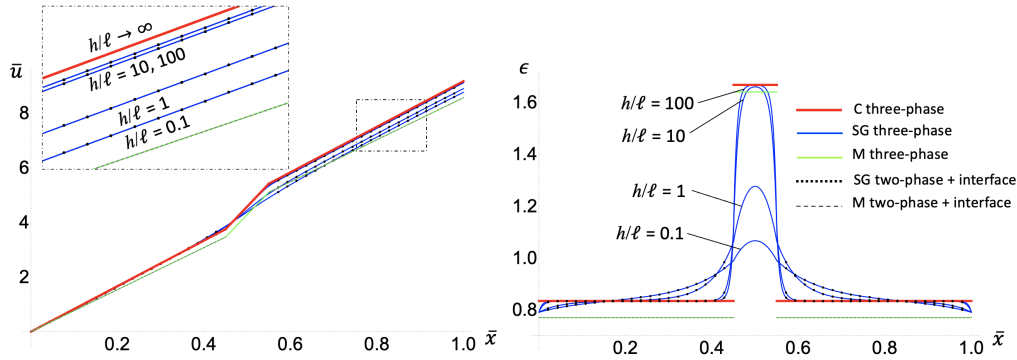 ū
8
6
4
2
h/ℓ → ∞
h/ℓ = 10, 100
h/ℓ = 1
h/ℓ = 0.1
0.2 0.4 0.6 0.8 1.0 x̄
ϵ
1.6
1.4
1.2
1.0
0.8
h/ℓ = 100
h/ℓ = 10
h/ℓ = 1
h/ℓ = 0.1
C three-phase
SG three-phase
M three-phase
SG two-phase + interface
M two-phase + interface
0.2 0.4 0.6 0.8 1.0 x̄